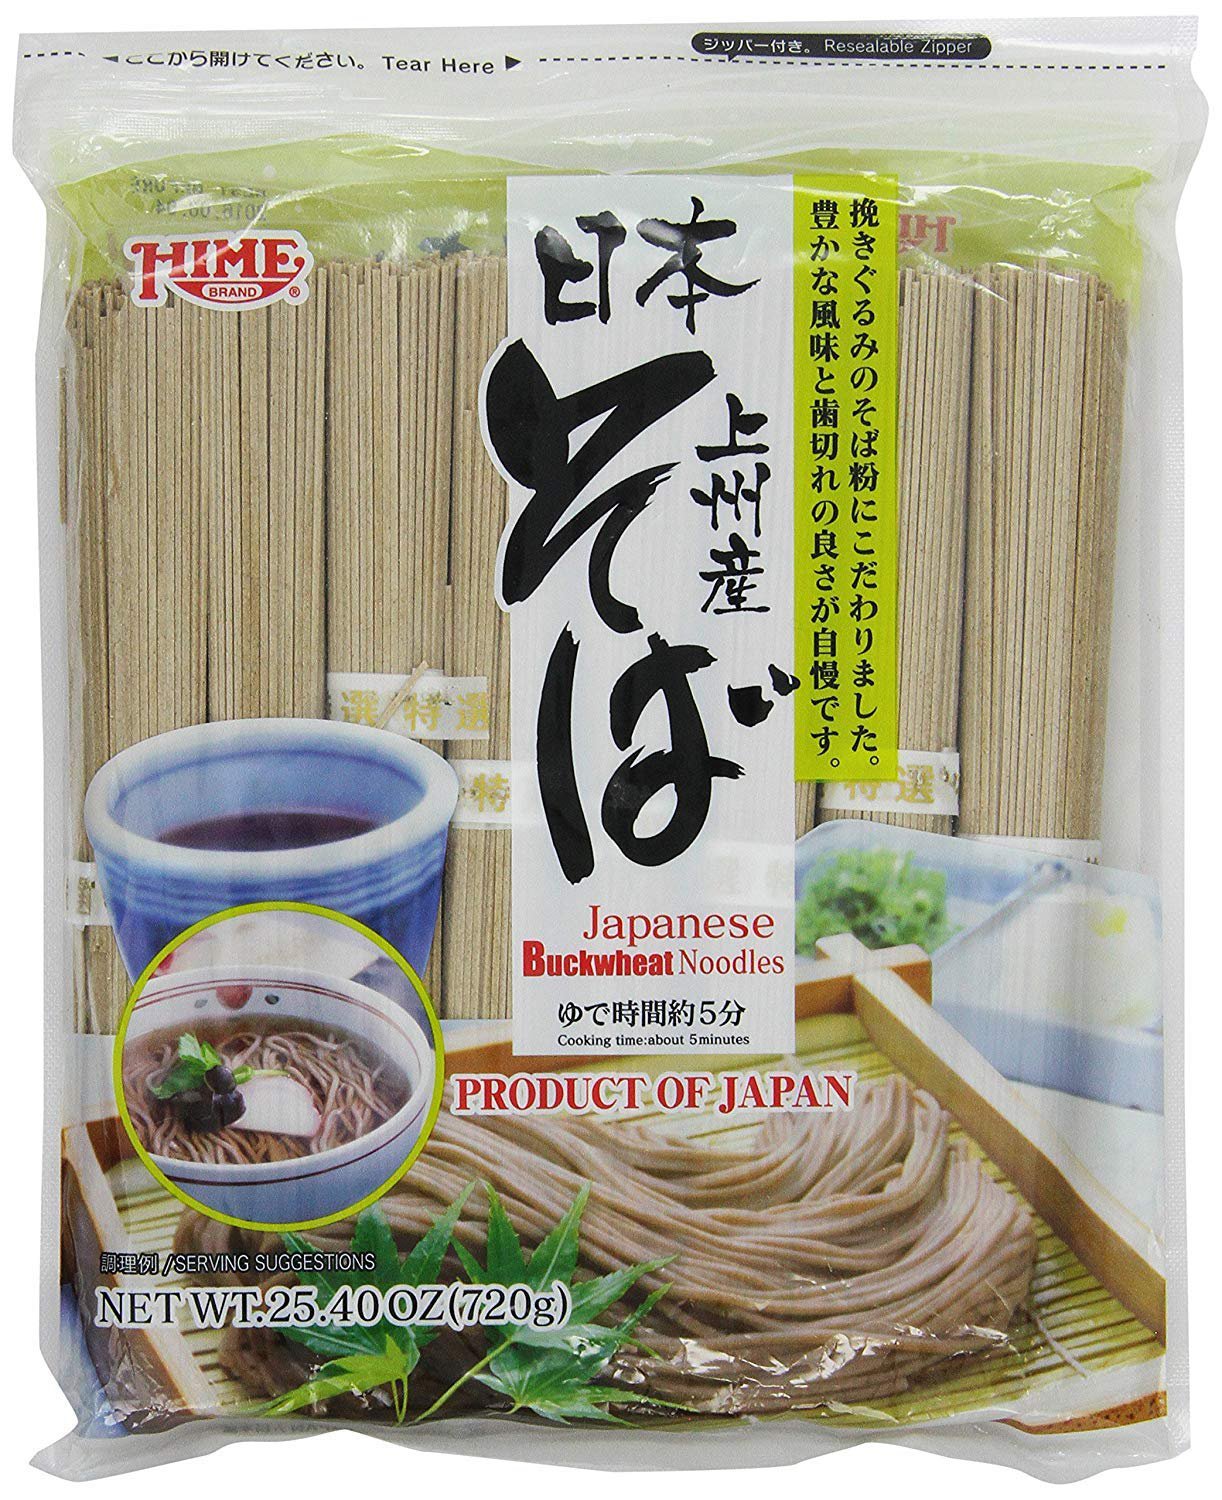 ここから開けてください。 Tear Here
ジッパー付き。 Resealable Zipper
HIME
BRAND
®
日本
そば
上州産
挽きぐるみのそば粉にこだわりました。
豊かな風味と歯切れの良さが自慢です。
選 特選
特
特選
Japanese
Buckwheat Noodles
ゆで時間約5分
Cooking time:about 5minutes
PRODUCT OF JAPAN
調理例/SERVING SUGGESTIONS
NET WT.25.40OZ(720g)